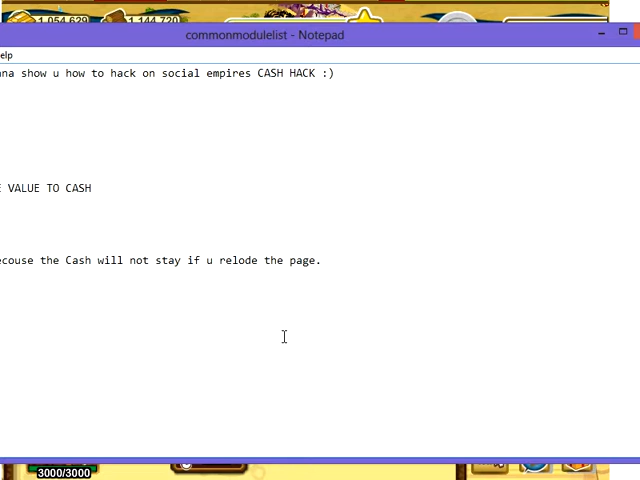 1,054,629 1,144,720
commonmodulelist - Notepad
elp
nna show u how to hack on social empires CASH HACK :)
E VALUE TO CASH
ecouse the Cash will not stay if u relode the page.
3000/3000